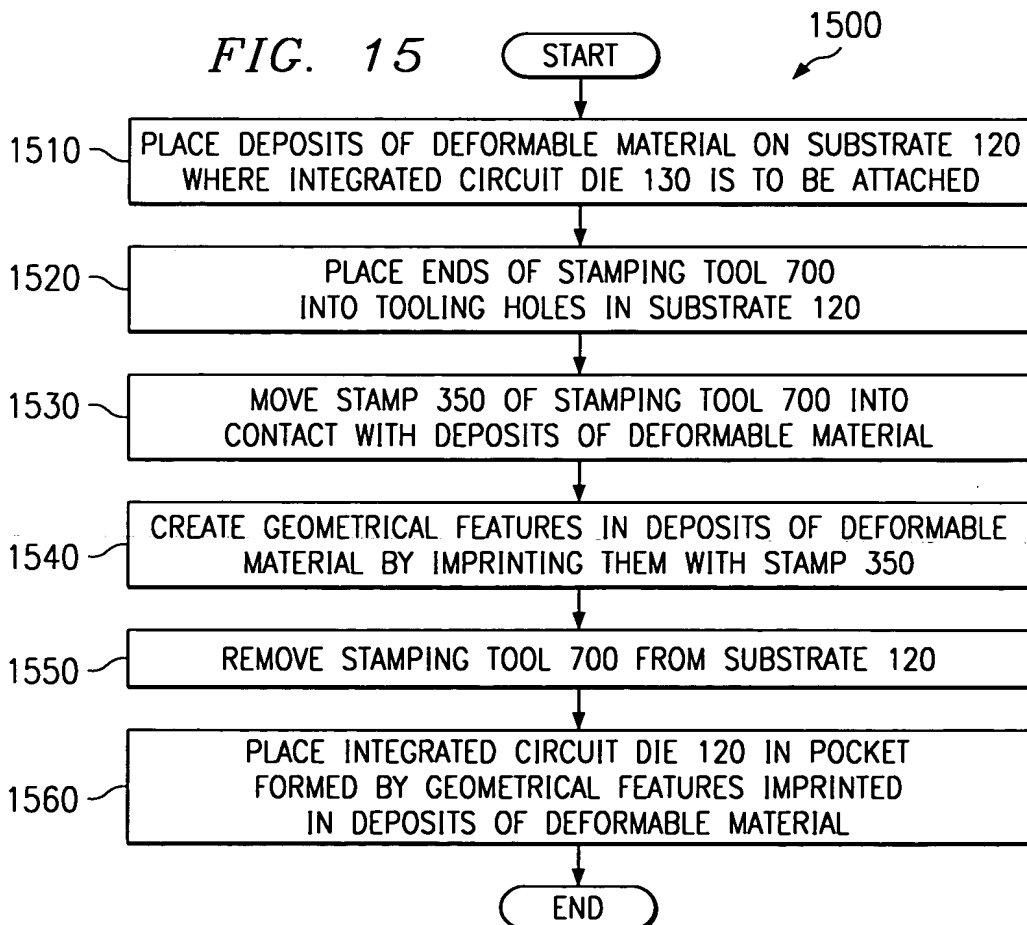 FIG. 15
START
1500
1510
PLACE DEPOSITS OF DEFORMABLE MATERIAL ON SUBSTRATE 120
WHERE INTEGRATED CIRCUIT DIE 130 IS TO BE ATTACHED
1520
PLACE ENDS OF STAMPING TOOL 700
INTO TOOLING HOLES IN SUBSTRATE 120
1530
MOVE STAMP 350 OF STAMPING TOOL 700 INTO
CONTACT WITH DEPOSITS OF DEFORMABLE MATERIAL
1540
CREATE GEOMETRICAL FEATURES IN DEPOSITS OF DEFORMABLE
MATERIAL BY IMPRINTING THEM WITH STAMP 350
1550
REMOVE STAMPING TOOL 700 FROM SUBSTRATE 120
1560
PLACE INTEGRATED CIRCUIT DIE 120 IN POCKET
FORMED BY GEOMETRICAL FEATURES IMPRINTED
IN DEPOSITS OF DEFORMABLE MATERIAL
END